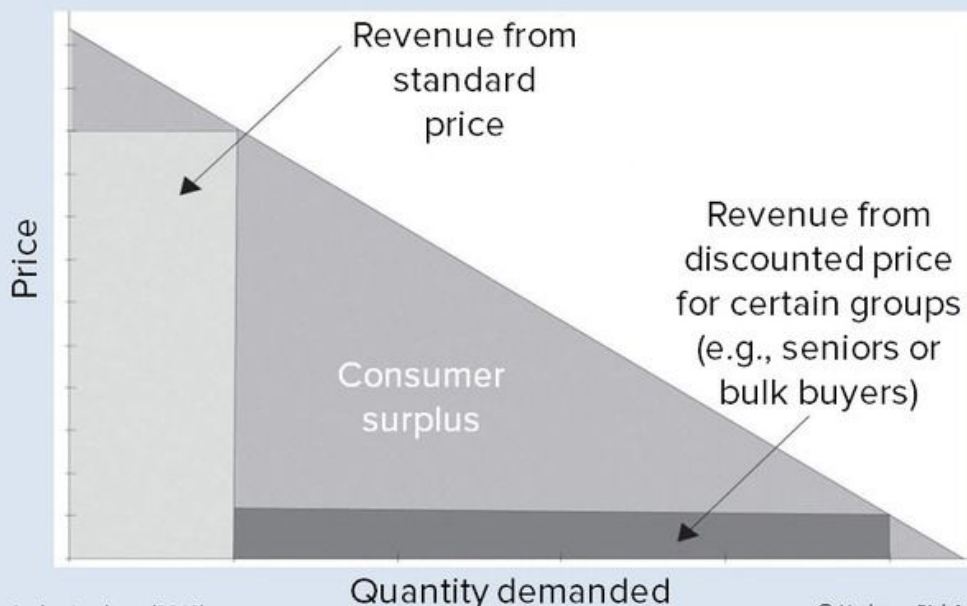 Revenue from
standard
price
Revenue from
discounted price
for certain groups
(e.g., seniors or
bulk buyers)
Consumer
surplus
Price
Quantity demanded